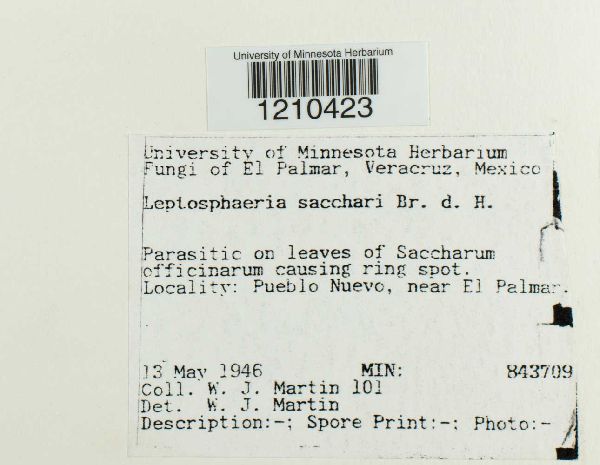 University of Minnesota Herbarium
1210423
University of Minnesota Herbarium
Fungi of El Palmar, Veracruz, Mexico
Leptosphaeria sacchari Br. d. H.
Parasitic on leaves of Saccharum
officinarum causing ring spot.
Locality: Pueblo Nuevo, near El Palmar.
13 May 1946 MIN: 843709
Coll. W. J. Martin 101
Det. W. J. Martin
Description:-; Spore Print:-; Photo:-